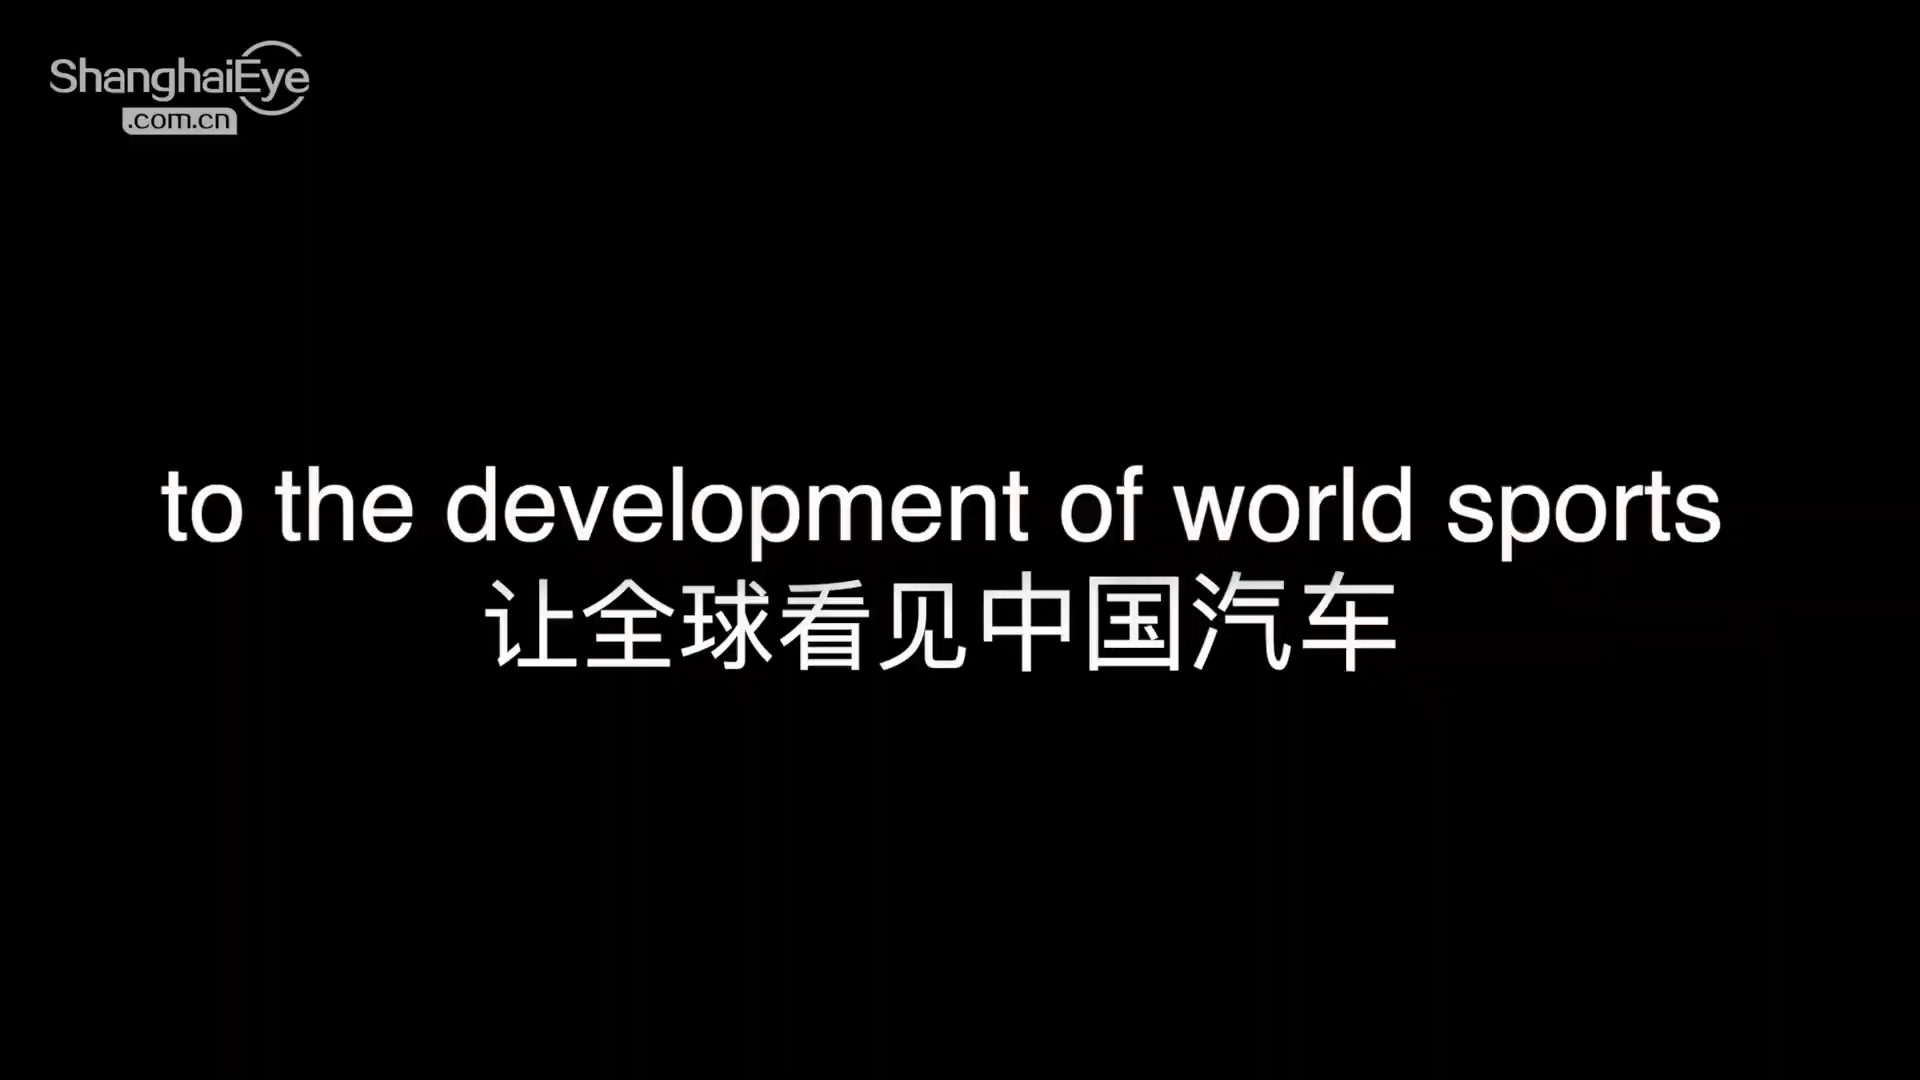 ShanghaiEye
.com.cn
to the development of world sports
让全球看见中国汽车